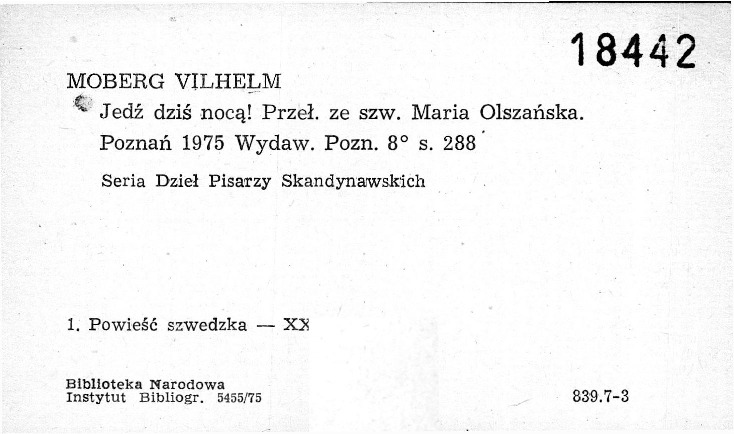 18442
MOBERG VILHELM
Jedź dziś nocą! Przeł. ze szw. Maria Olszańska.
Poznań 1975 Wydaw. Pozn. 8° s. 288
Seria Dzieł Pisarzy Skandynawskich
1. Powieść szwedzka — XX
Biblioteka Narodowa
Instytut Bibliogr. 5455/75
839.7-3